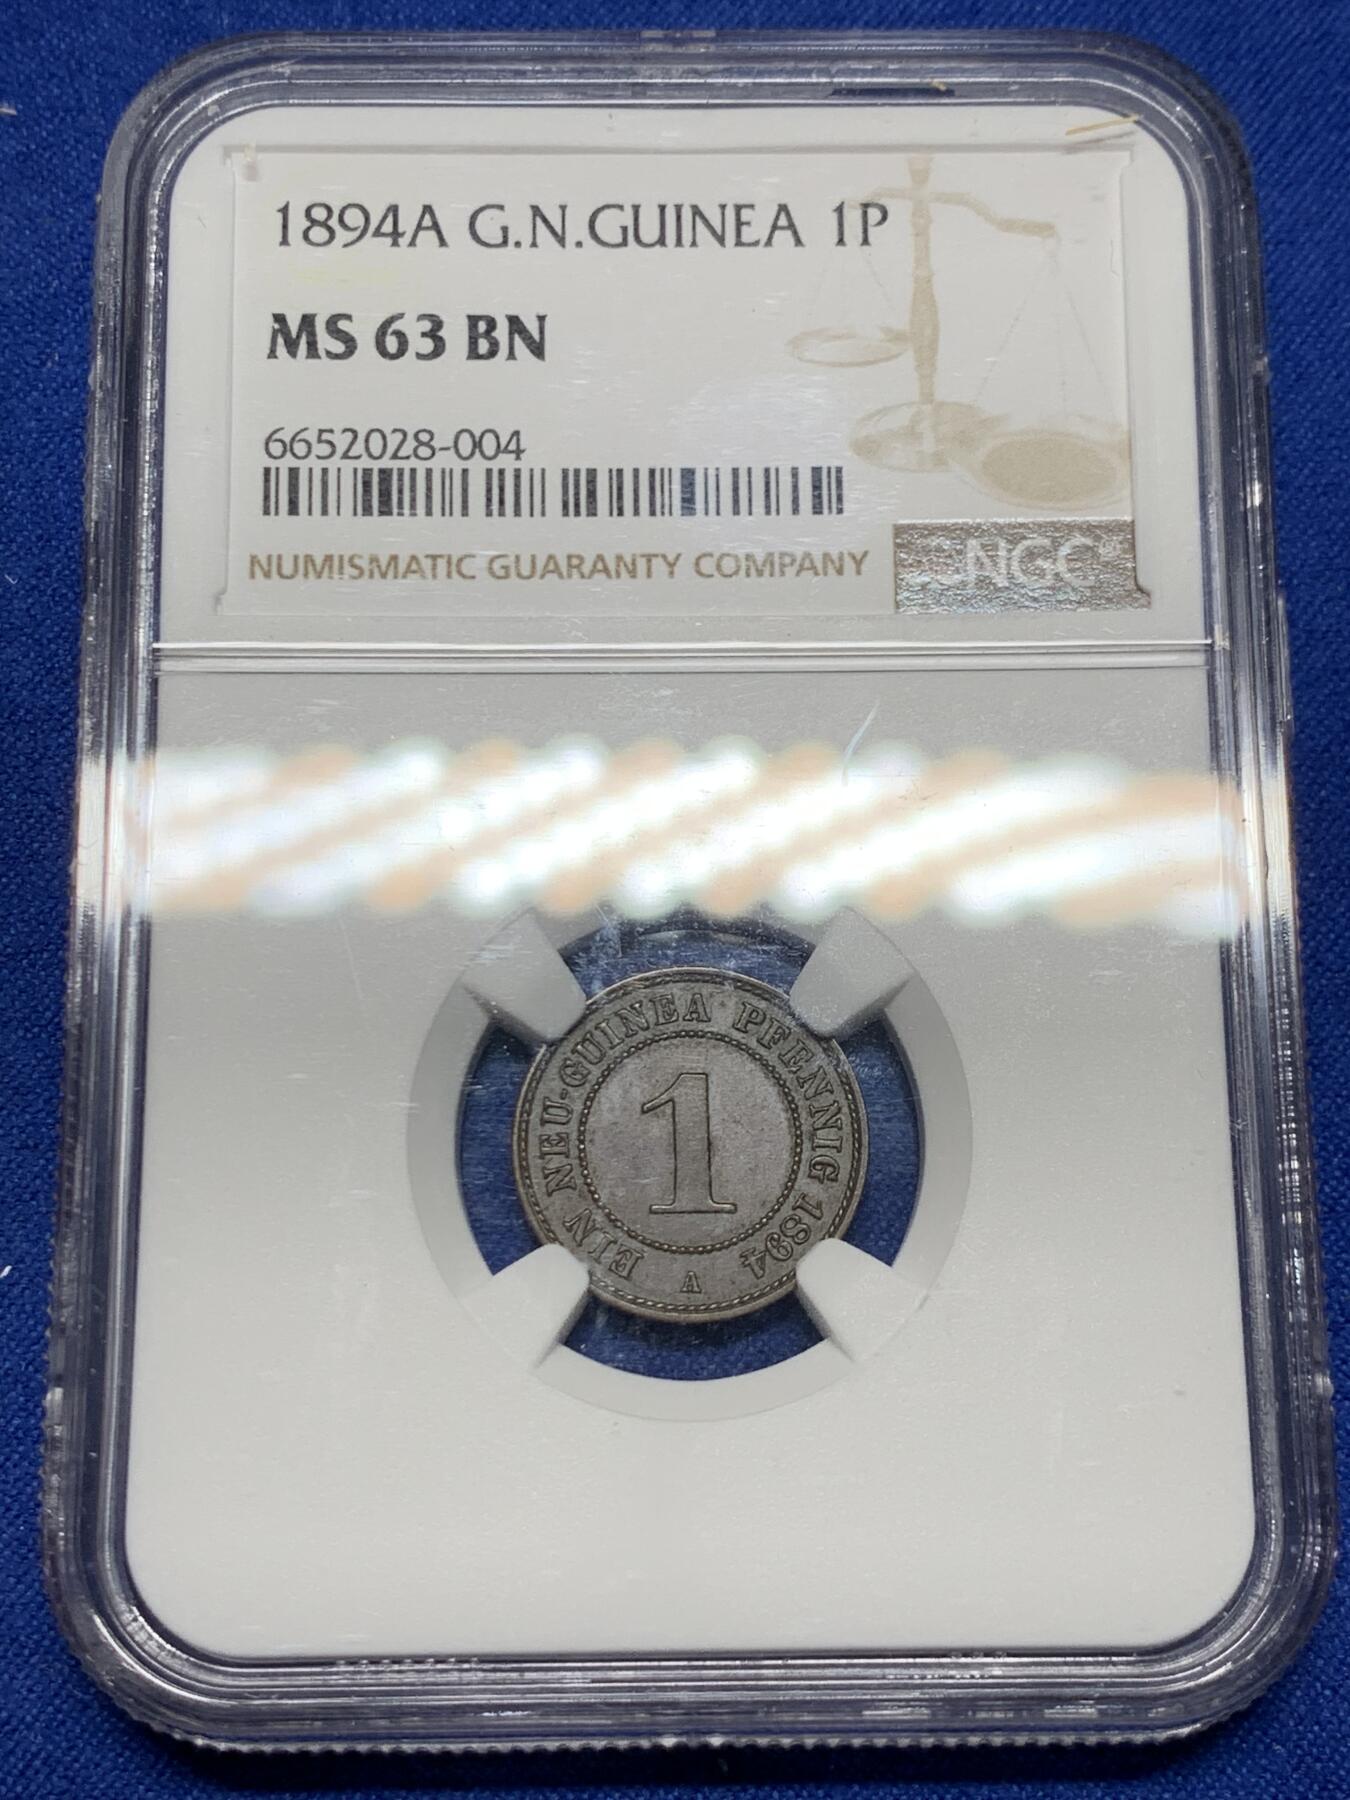 1894A G.N.GUINEA 1P
MS 63 BN
6652028-004
NUMISMATIC GUARANTY COMPANY
NGC
EIN NEU-GUINEA PFENNIG 1894
1
A